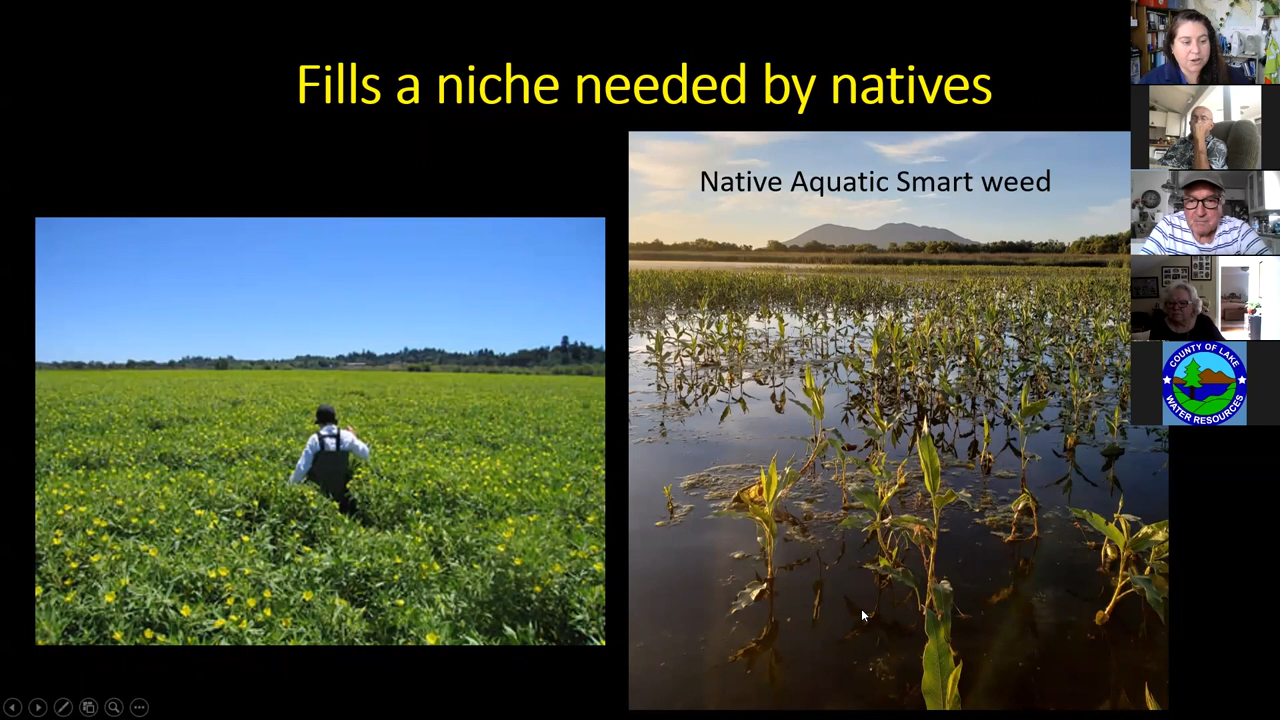 Fills a niche needed by natives
Native Aquatic Smart weed
COUNTY OF LAKE
WATER RESOURCES